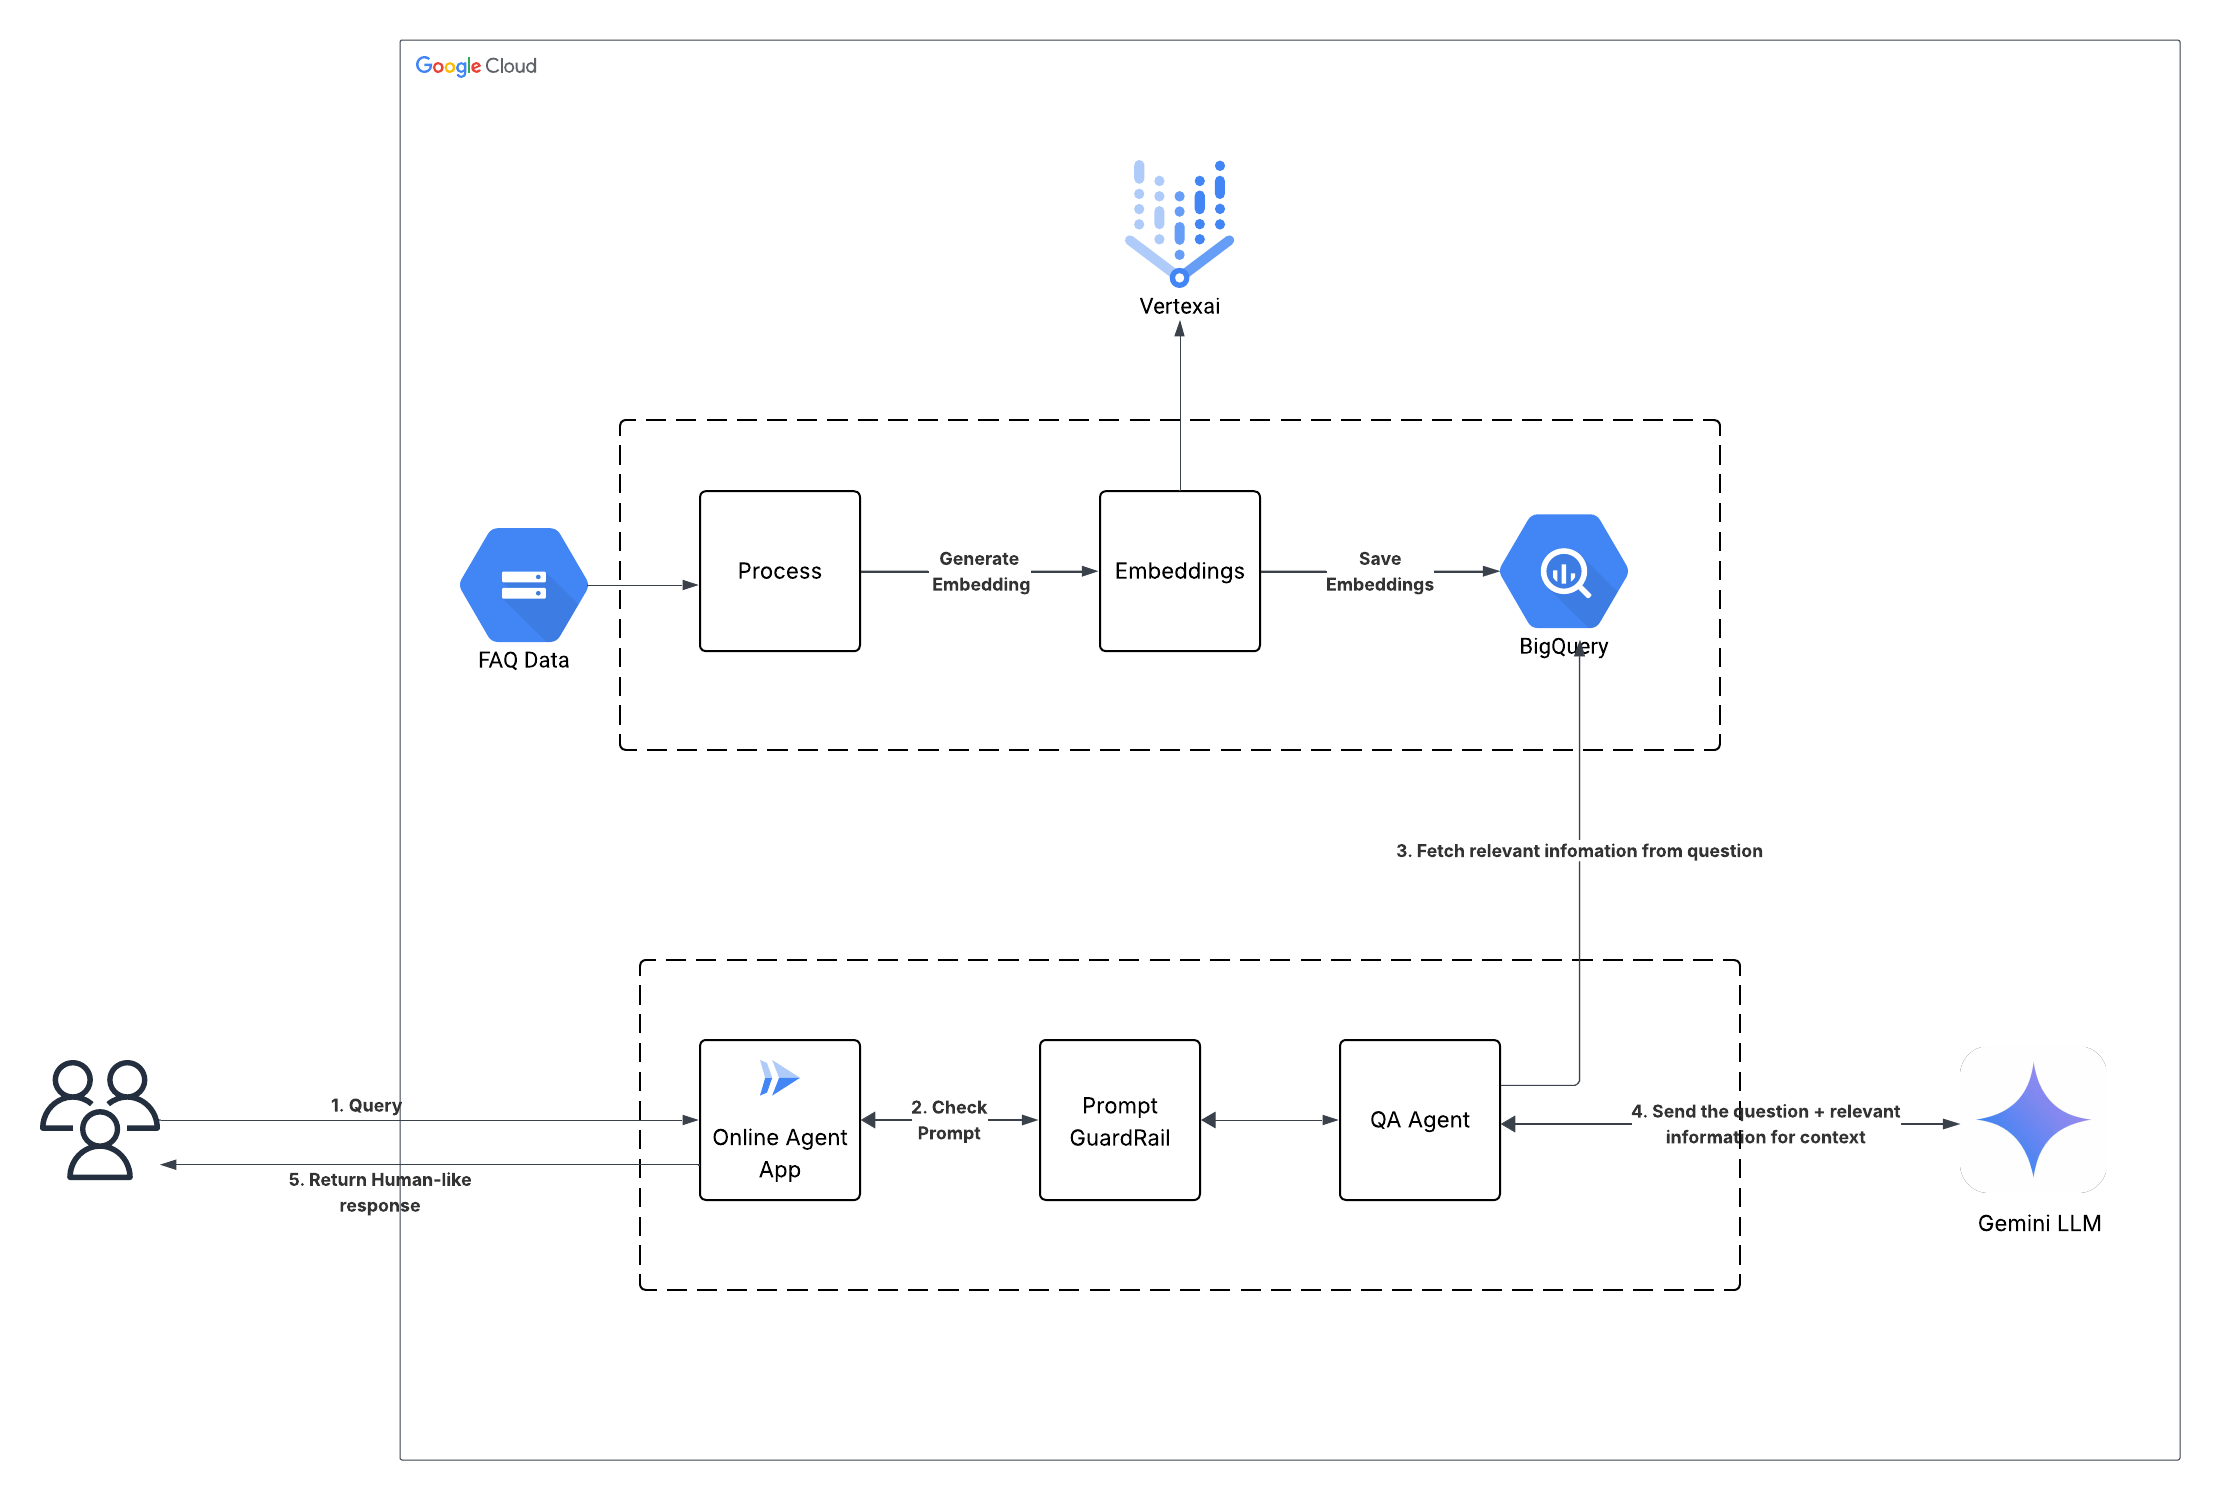 Google Cloud
Vertexai
Process
Generate
Embedding
Embeddings
Save
Embeddings
BigQuery
FAQ Data
3. Fetch relevant infomation from question
1. Query
5. Return Human-like
response
Online Agent
App
2. Check
Prompt
Prompt
GuardRail
QA Agent
4. Send the question + relevant
information for context
Gemini LLM